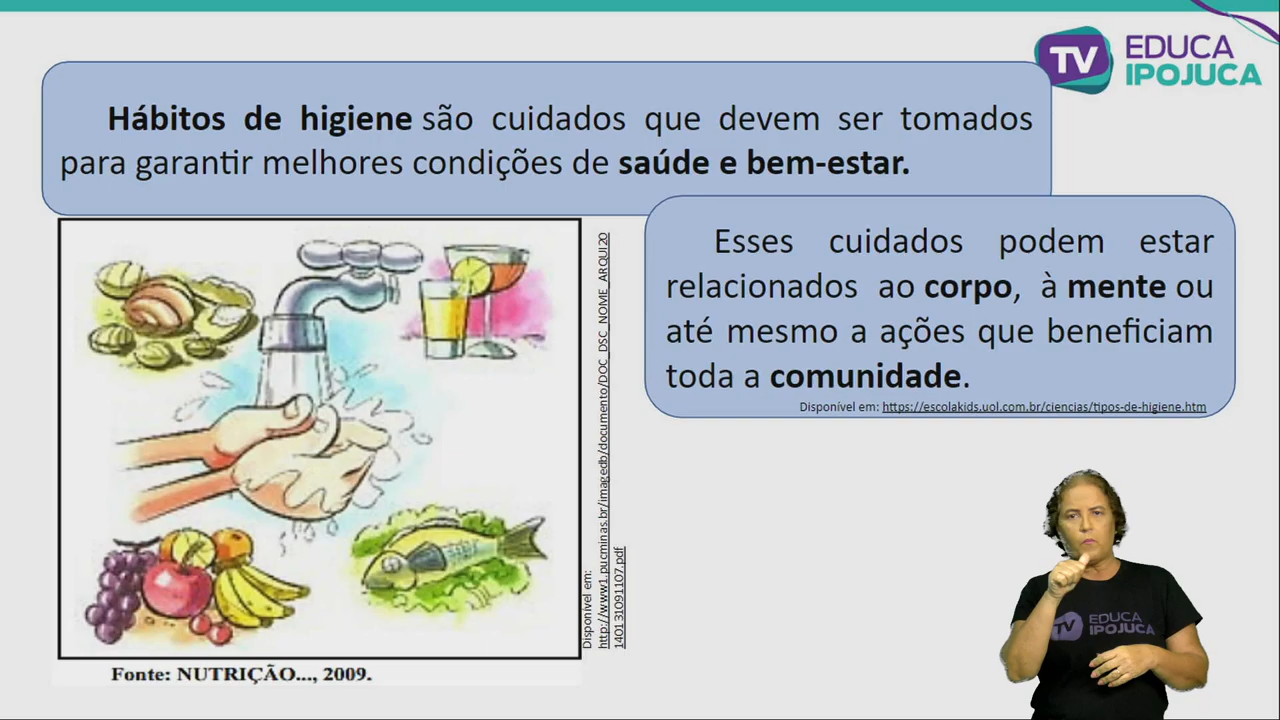 TV EDUCA
IPOJUCA
Hábitos de higiene são cuidados que devem ser tomados
para garantir melhores condições de saúde e bem-estar.
Esses cuidados podem estar
relacionados ao corpo, à mente ou
até mesmo a ações que beneficiam
toda a comunidade.
Disponível em: https://escolakids.uol.com.br/ciencias/tipos-de-higiene.htm
Disponível em:
http://www1.pucminas.br/imagedb/documento/DOC_DSC_NOME_ARQUI20
140131091107.pdf
Fonte: NUTRIÇÃO..., 2009.
TV EDUCA
IPOJUCA